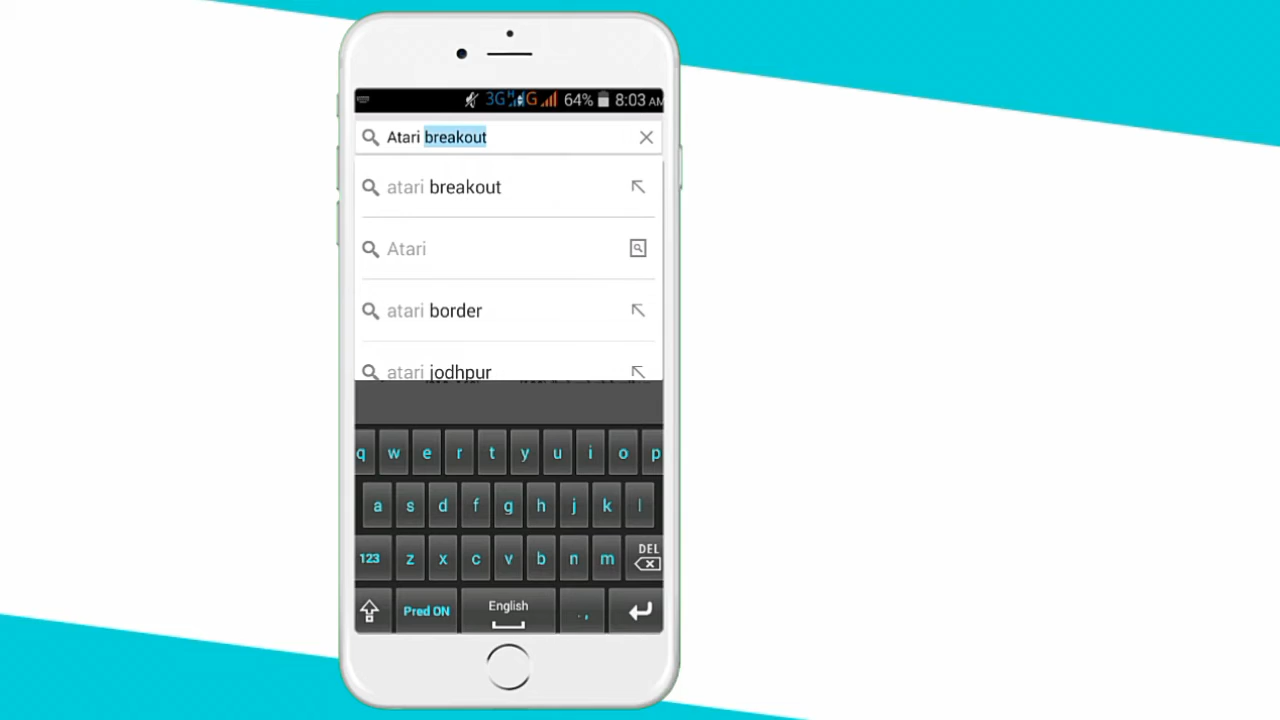 3G H G 64% 8:03 AM
Atari breakout
atari breakout
Atari
atari border
atari jodhpur
q w e r t y u i o p
a s d f g h j k l
123 z x c v b n m DEL
Pred ON English . ,